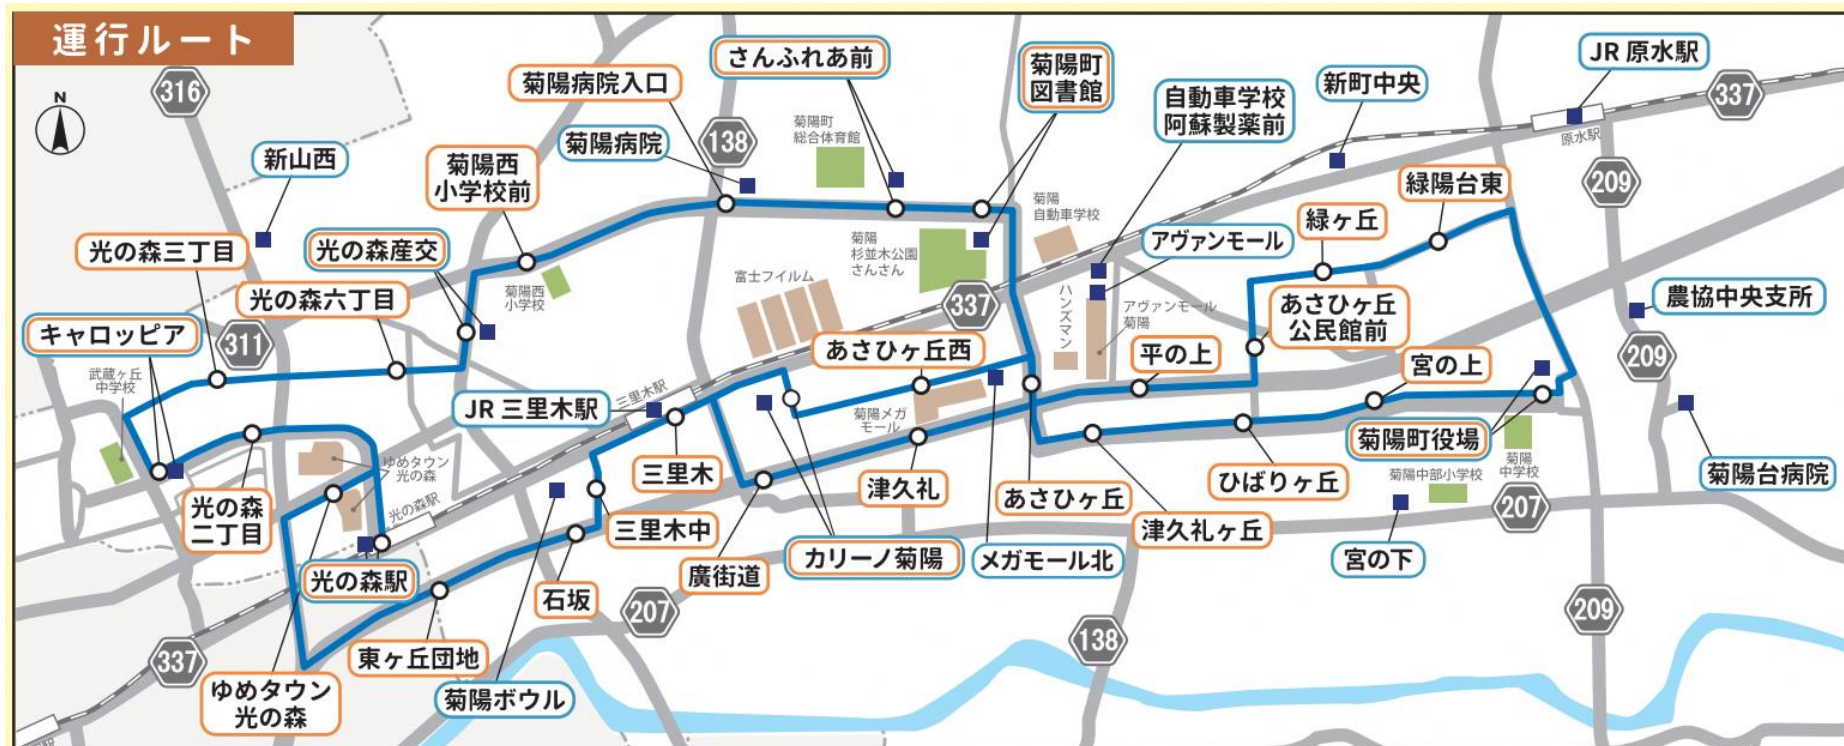 運行ルート
N
316
新山西
光の森三丁目
光の森産交
光の森六丁目
キャロッピア
311
武蔵ヶ丘
中学校
菊陽西
小学校前
菊陽西
小学校
菊陽病院入口
菊陽病院
138
菊陽町
総合体育館
さんふれあ前
菊陽町
図書館
菊陽
杉並木公園
さんさん
富士フイルム
337
菊陽
自動車学校
自動車学校
阿蘇製薬前
アヴァンモール
ハンズマン
アヴァンモール
菊陽
新町中央
JR 原水駅
原水駅
337
209
緑陽台東
緑ヶ丘
あさひヶ丘
公民館前
農協中央支所
209
平の上
宮の上
あさひヶ丘西
JR 三里木駅
三里木駅
菊陽メガ
モール
菊陽町役場
菊陽
中学校
菊陽中部小学校
菊陽台病院
207
光の森
二丁目
ゆめタウン
光の森
光の森駅
光の森駅
三里木
三里木中
津久礼
あさひヶ丘
ひばりヶ丘
津久礼ヶ丘
宮の下
メガモール北
カリーノ菊陽
廣街道
石坂
207
138
209
東ヶ丘団地
菊陽ボウル
ゆめタウン
光の森
337